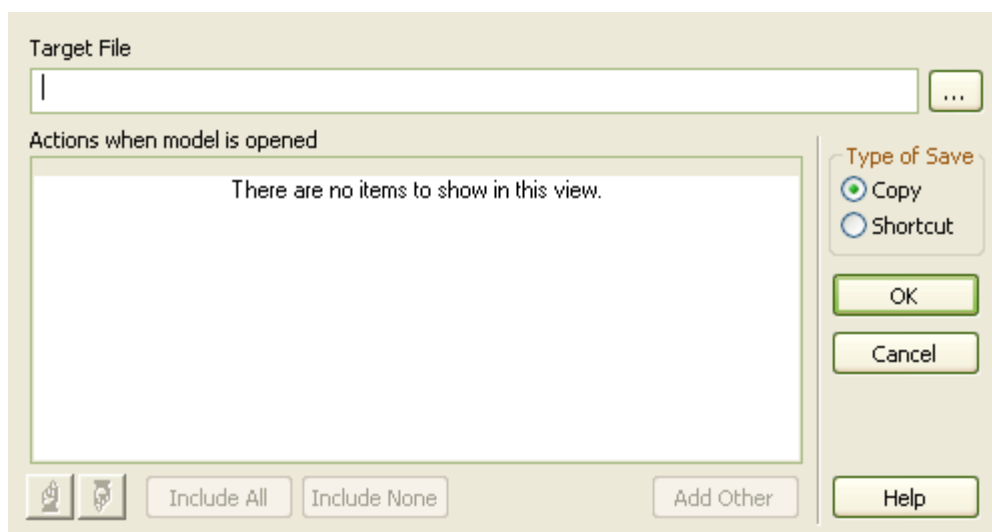 Target File
...
Actions when model is opened
There are no items to show in this view.
Type of Save
Copy
Shortcut
OK
Cancel
Include All
Include None
Add Other
Help